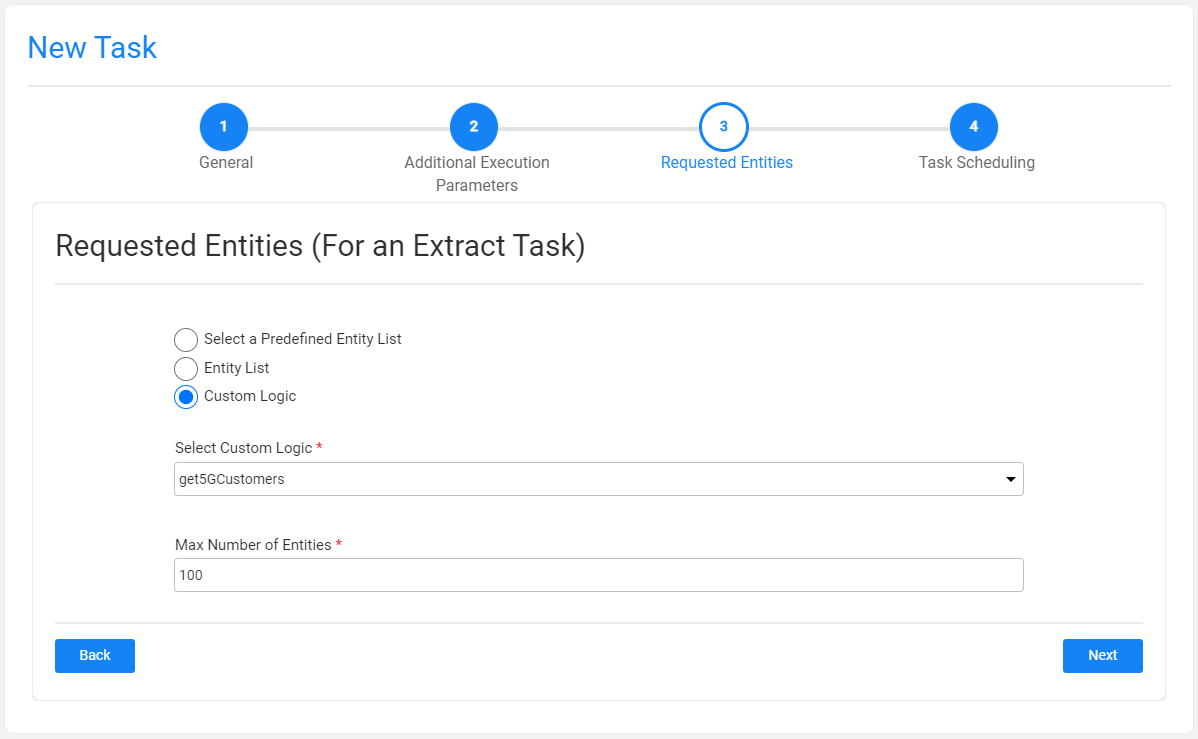 New Task
1
2
3
4
General
Additional Execution
Parameters
Requested Entities
Task Scheduling
Requested Entities (For an Extract Task)
Select a Predefined Entity List
Entity List
Custom Logic
Select Custom Logic *
get5GCustomers
Max Number of Entities *
100
Back
Next